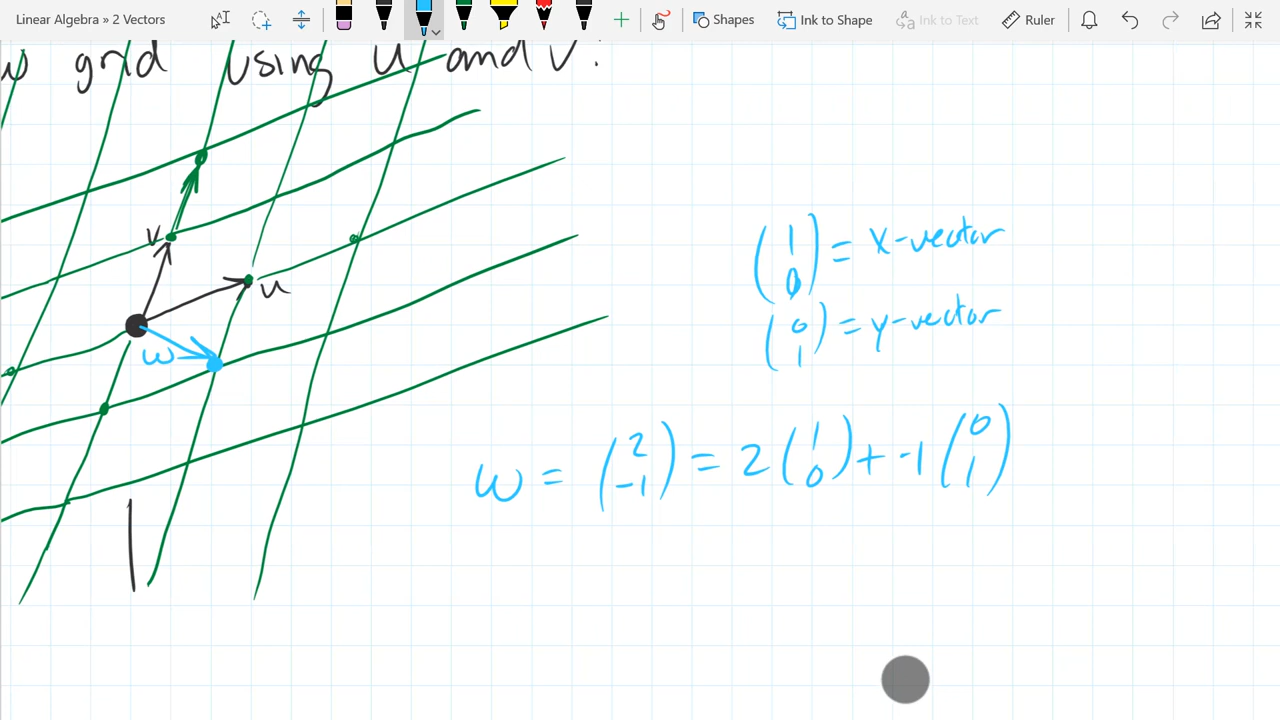 Linear Algebra » 2 Vectors
Shapes
Ink to Shape
Ink to Text
Ruler
grid using u and v:
v
u
w
(1 0) = x-vector
(0 1) = y-vector
w = (2 -1) = 2 (1 0) + -1 (0 1)